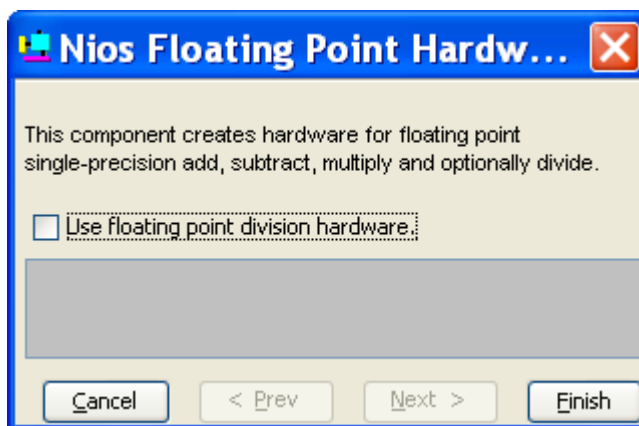 Nios Floating Point Hardw...
This component creates hardware for floating point
single-precision add, subtract, multiply and optionally divide.
Use floating point division hardware.
Cancel
< Prev
Next >
Finish